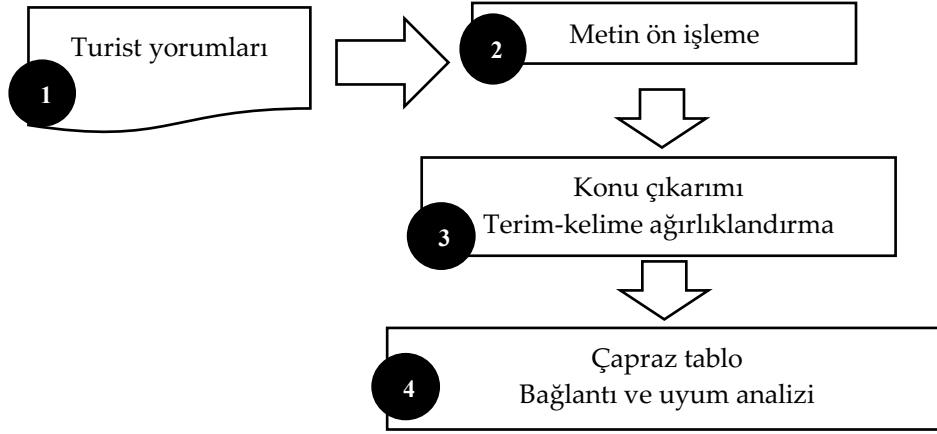 Turist yorumları
1
Metin ön işleme
2
Konu çıkarımı
Terim-kelime ağırlıklandırma
3
Çapraz tablo
Bağlantı ve uyum analizi
4